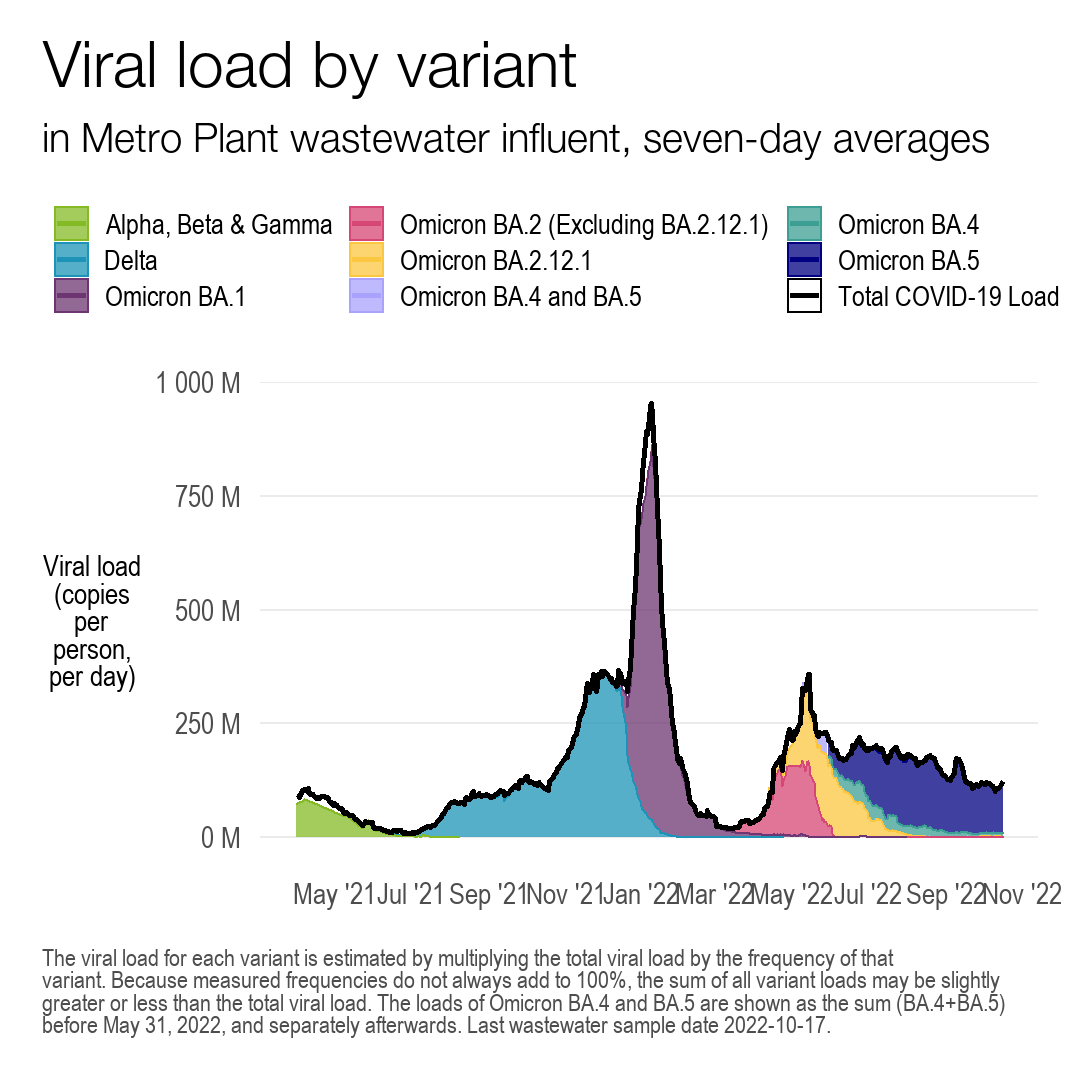 Viral load by variant
in Metro Plant wastewater influent, seven-day averages
Alpha, Beta & Gamma
Delta
Omicron BA.1
Omicron BA.2 (Excluding BA.2.12.1)
Omicron BA.2.12.1
Omicron BA.4 and BA.5
Omicron BA.4
Omicron BA.5
Total COVID-19 Load
Viral load
(copies
per
person,
per day)
1 000 M
750 M
500 M
250 M
0 M
May '21 Jul '21 Sep '21 Nov '21 Jan '22 Mar '22 May '22 Jul '22 Sep '22 Nov '22
The viral load for each variant is estimated by multiplying the total viral load by the frequency of that
variant. Because measured frequencies do not always add to 100%, the sum of all variant loads may be slightly
greater or less than the total viral load. The loads of Omicron BA.4 and BA.5 are shown as the sum (BA.4+BA.5)
before May 31, 2022, and separately afterwards. Last wastewater sample date 2022-10-17.